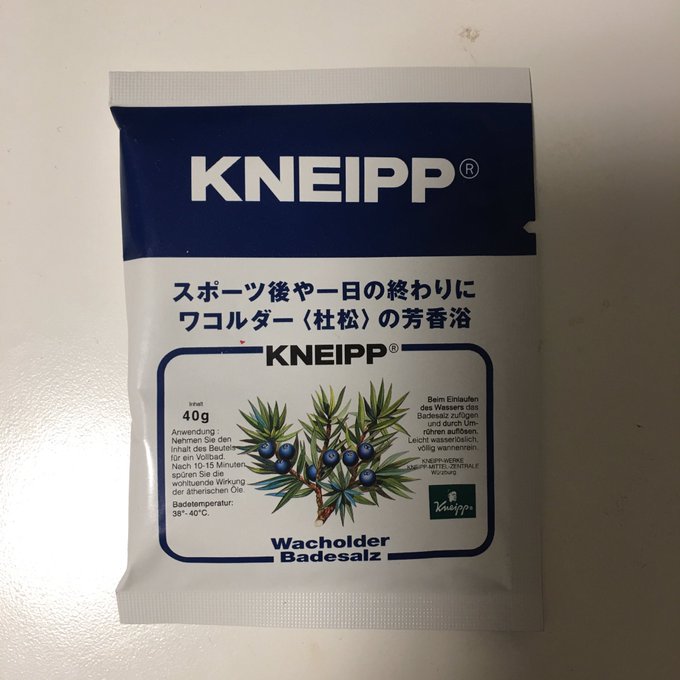 KNEIPP®
スポーツ後や一日の終わりに
ワコルダー〈杜松〉の芳香浴
KNEIPP®
Inhalt
40g
Anwendung:
Nehmen Sie den
Inhalt des Beutels
für ein Vollbad.
Nach 10-15 Minuten
spüren Sie die
wohltuende Wirkung
der ätherischen Öle.
Badetemperatur:
38°-40°C.
Beim Einlaufen
des Wassers das
Badesalz zufügen
und durch Um-
rühren auflösen.
Leicht wasserlöslich,
völlig wannenrein.
KNEIPP-WERKE
KNEIPP-MITTEL-ZENTRALE
Würzburg
Kneipp®
Wacholder
Badesalz